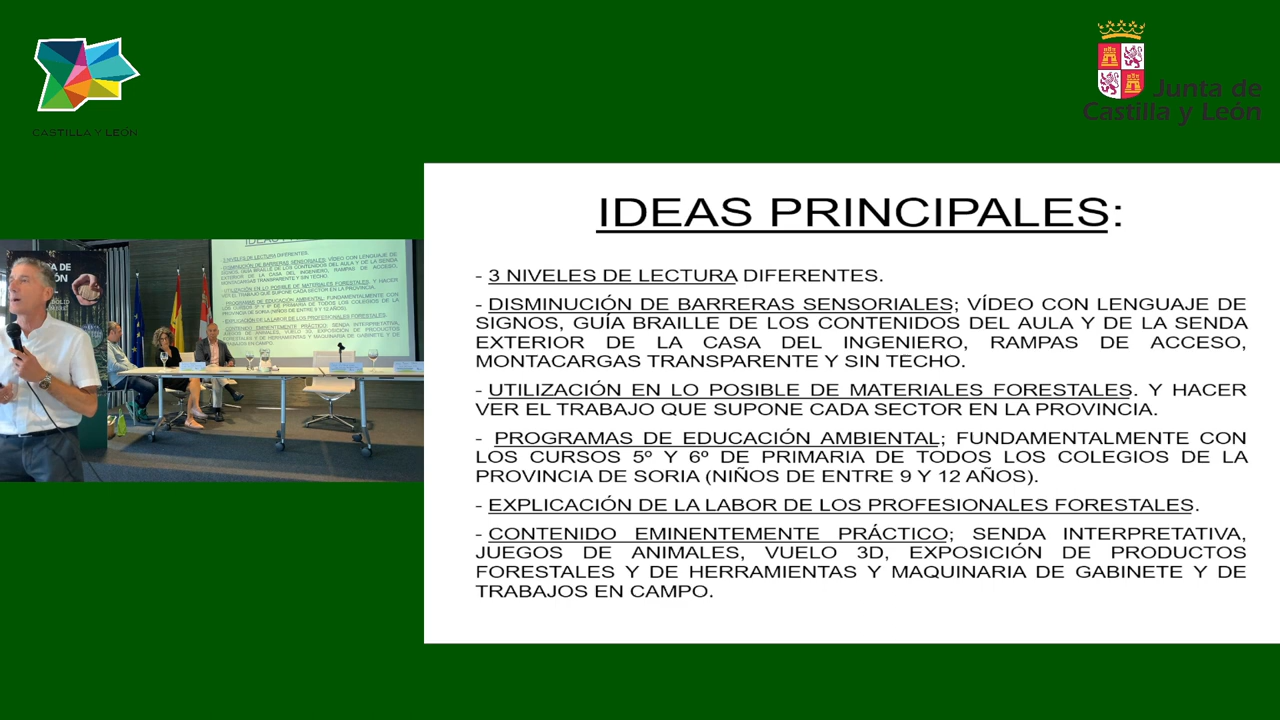 CASTILLA Y LEÓN
Junta de
Castilla y León
IDEAS PRINCIPALES:
- 3 NIVELES DE LECTURA DIFERENTES.
- DISMINUCIÓN DE BARRERAS SENSORIALES; VÍDEO CON LENGUAJE DE
SIGNOS, GUÍA BRAILLE DE LOS CONTENIDOS DEL AULA Y DE LA SENDA
EXTERIOR DE LA CASA DEL INGENIERO, RAMPAS DE ACCESO,
MONTACARGAS TRANSPARENTE Y SIN TECHO.
- UTILIZACIÓN EN LO POSIBLE DE MATERIALES FORESTALES. Y HACER
VER EL TRABAJO QUE SUPONE CADA SECTOR EN LA PROVINCIA.
- PROGRAMAS DE EDUCACIÓN AMBIENTAL; FUNDAMENTALMENTE CON
LOS CURSOS 5º Y 6º DE PRIMARIA DE TODOS LOS COLEGIOS DE LA
PROVINCIA DE SORIA (NIÑOS DE ENTRE 9 Y 12 AÑOS).
- EXPLICACIÓN DE LA LABOR DE LOS PROFESIONALES FORESTALES.
- CONTENIDO EMINENTEMENTE PRÁCTICO; SENDA INTERPRETATIVA,
JUEGOS DE ANIMALES, VUELO 3D, EXPOSICIÓN DE PRODUCTOS
FORESTALES Y DE HERRAMIENTAS Y MAQUINARIA DE GABINETE Y DE
TRABAJOS EN CAMPO.